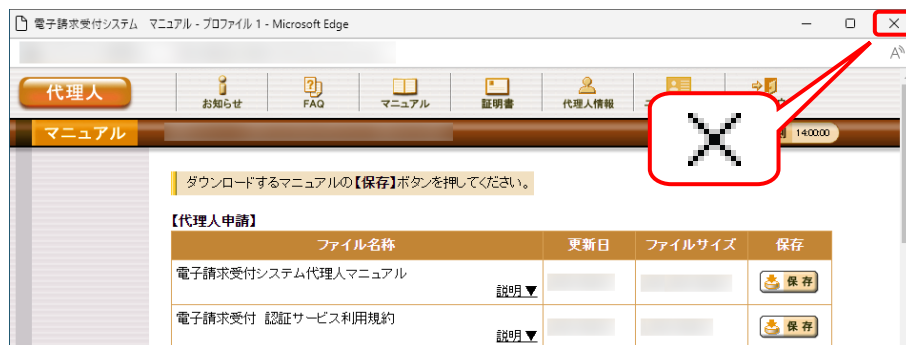 電子請求受付システム マニュアル - プロファイル 1 - Microsoft Edge
代理人
お知らせ
FAQ
マニュアル
証明書
代理人情報
マニュアル
14:00:00
ダウンロードするマニュアルの【保存】ボタンを押してください。
【代理人申請】
ファイル名称 更新日 ファイルサイズ 保存
電子請求受付システム代理人マニュアル
説明▼
保存
電子請求受付 認証サービス利用規約
説明▼
保存